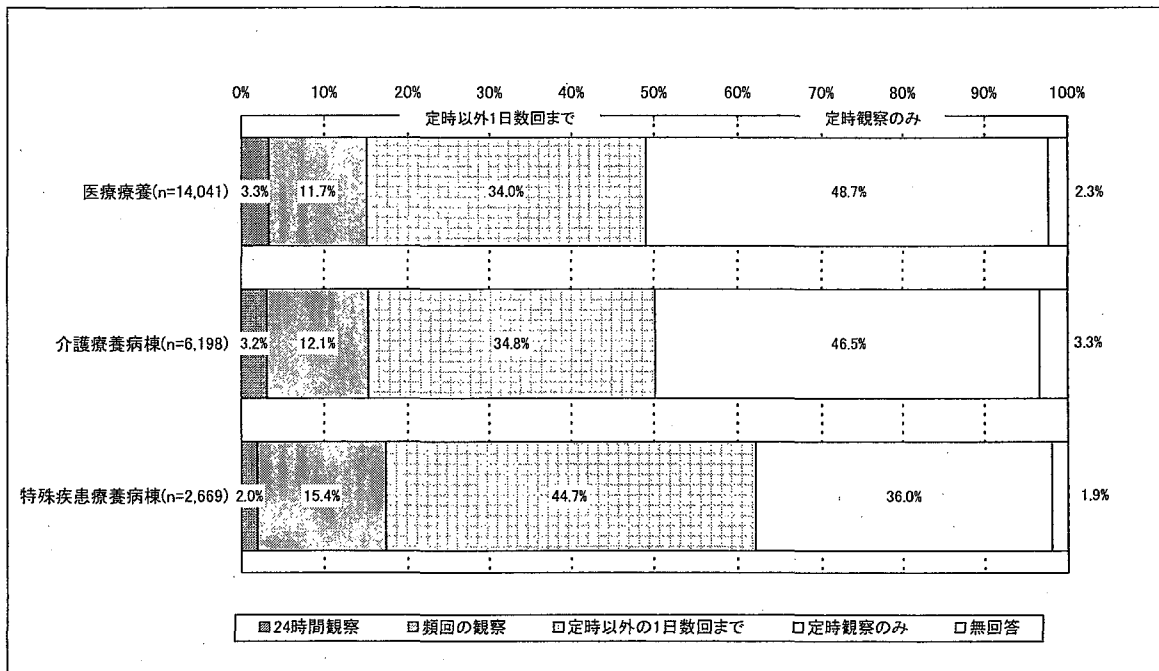 0% 10% 20% 30% 40% 50% 60% 70% 80% 90% 100%
定時以外1日数回まで 定時観察のみ
医療療養(n=14,041) 3.3% 11.7% 34.0% 48.7% 2.3%
介護療養病棟(n=6,198) 3.2% 12.1% 34.8% 46.5% 3.3%
特殊疾患療養病棟(n=2,669) 2.0% 15.4% 44.7% 36.0% 1.9%
24時間観察 頻回の観察 定時以外の1日数回まで 定時観察のみ 無回答